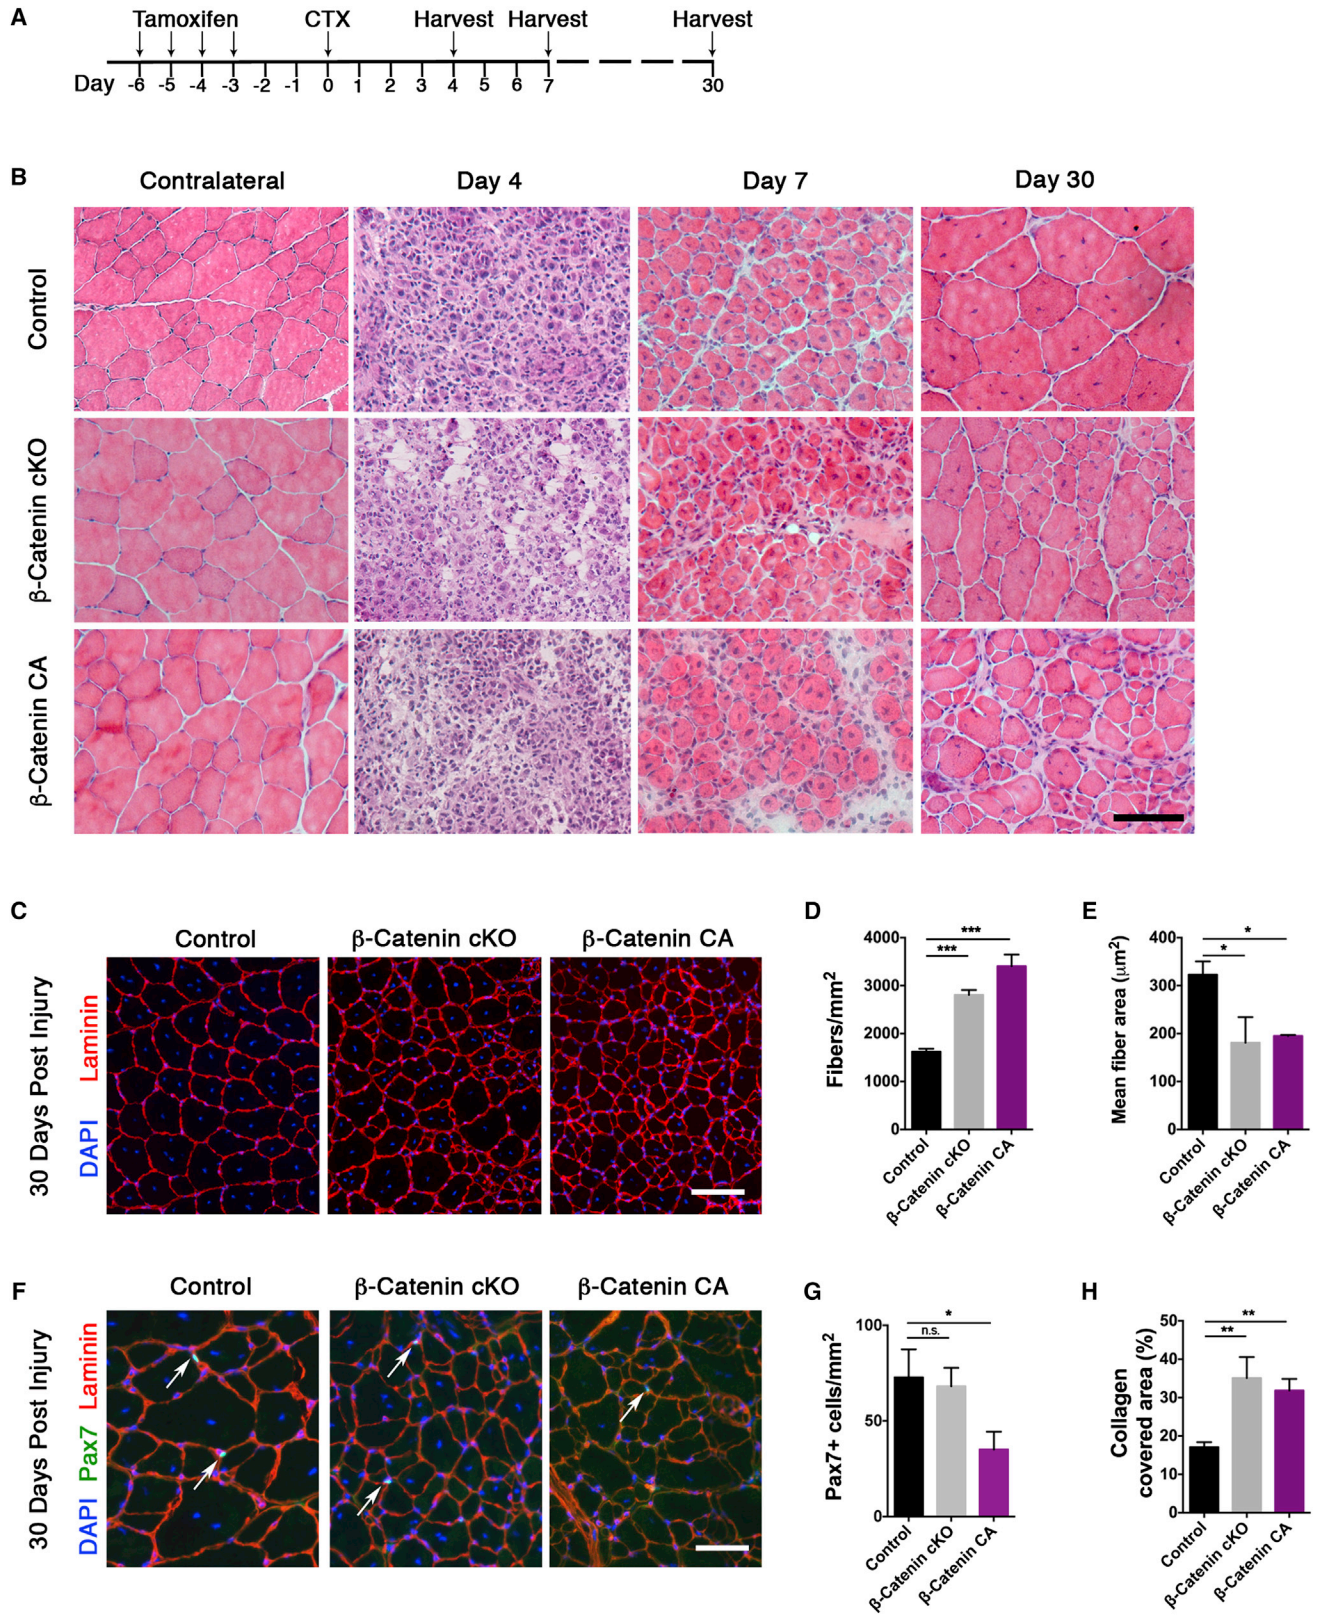 A
Tamoxifen CTX Harvest Harvest Harvest
Day -6 -5 -4 -3 -2 -1 0 1 2 3 4 5 6 7 30
B
Contralateral Day 4 Day 7 Day 30
Control
β-Catenin cKO
β-Catenin CA
C
Control β-Catenin cKO β-Catenin CA
30 Days Post Injury
DAPI Laminin
D
Fibers/mm²
4000
3000
2000
1000
0
*** ***
Control β-Catenin cKO β-Catenin CA
E
Mean fiber area (μm²)
400
300
200
100
0
* *
Control β-Catenin cKO β-Catenin CA
F
Control β-Catenin cKO β-Catenin CA
30 Days Post Injury
DAPI Pax7 Laminin
G
Pax7+ cells/mm²
100
50
0
*
n.s.
Control β-Catenin cKO β-Catenin CA
H
Collagen
covered area (%)
50
40
30
20
10
0
** **
Control β-Catenin cKO β-Catenin CA